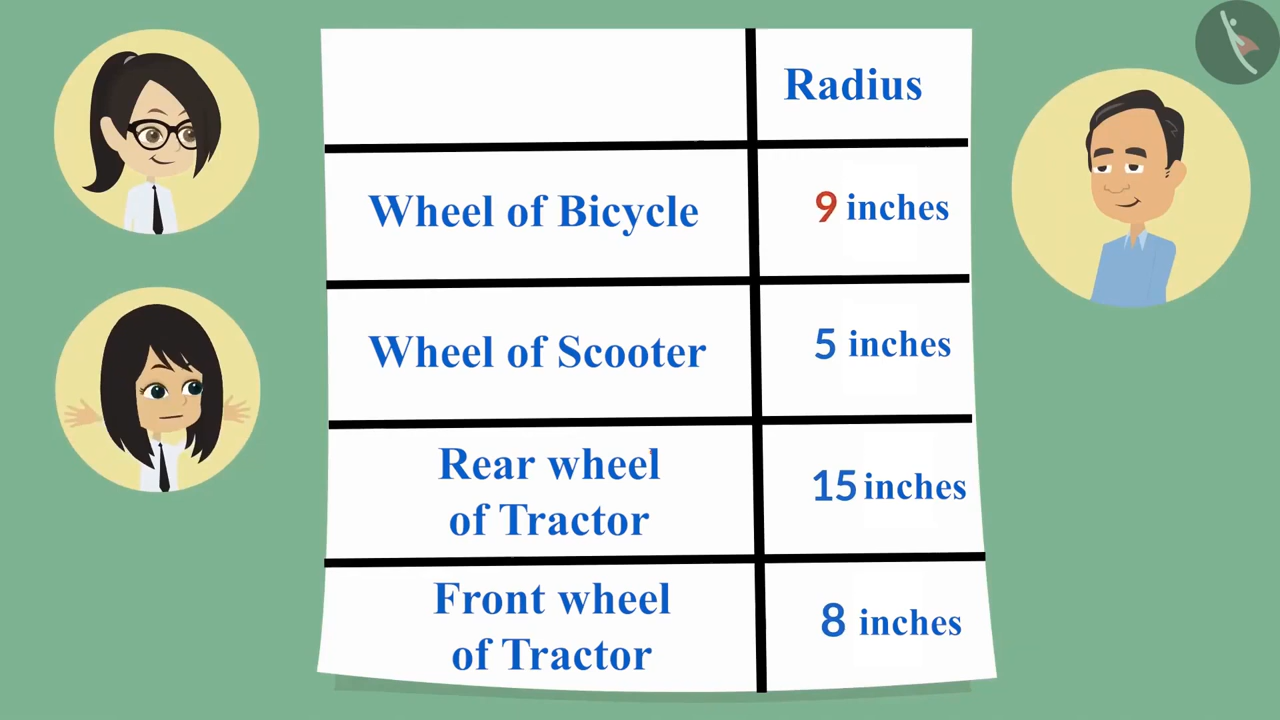 Radius
Wheel of Bicycle 9 inches
Wheel of Scooter 5 inches
Rear wheel
of Tractor 15 inches
Front wheel
of Tractor 8 inches